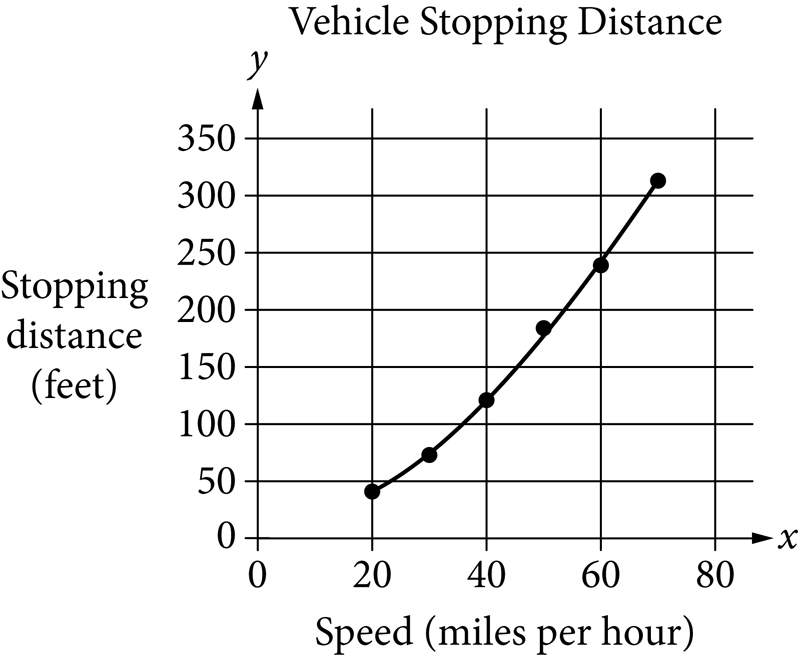 Vehicle Stopping Distance
y
350
300
250
200
150
100
50
0
Stopping
distance
(feet)
0 20 40 60 80
x
Speed (miles per hour)